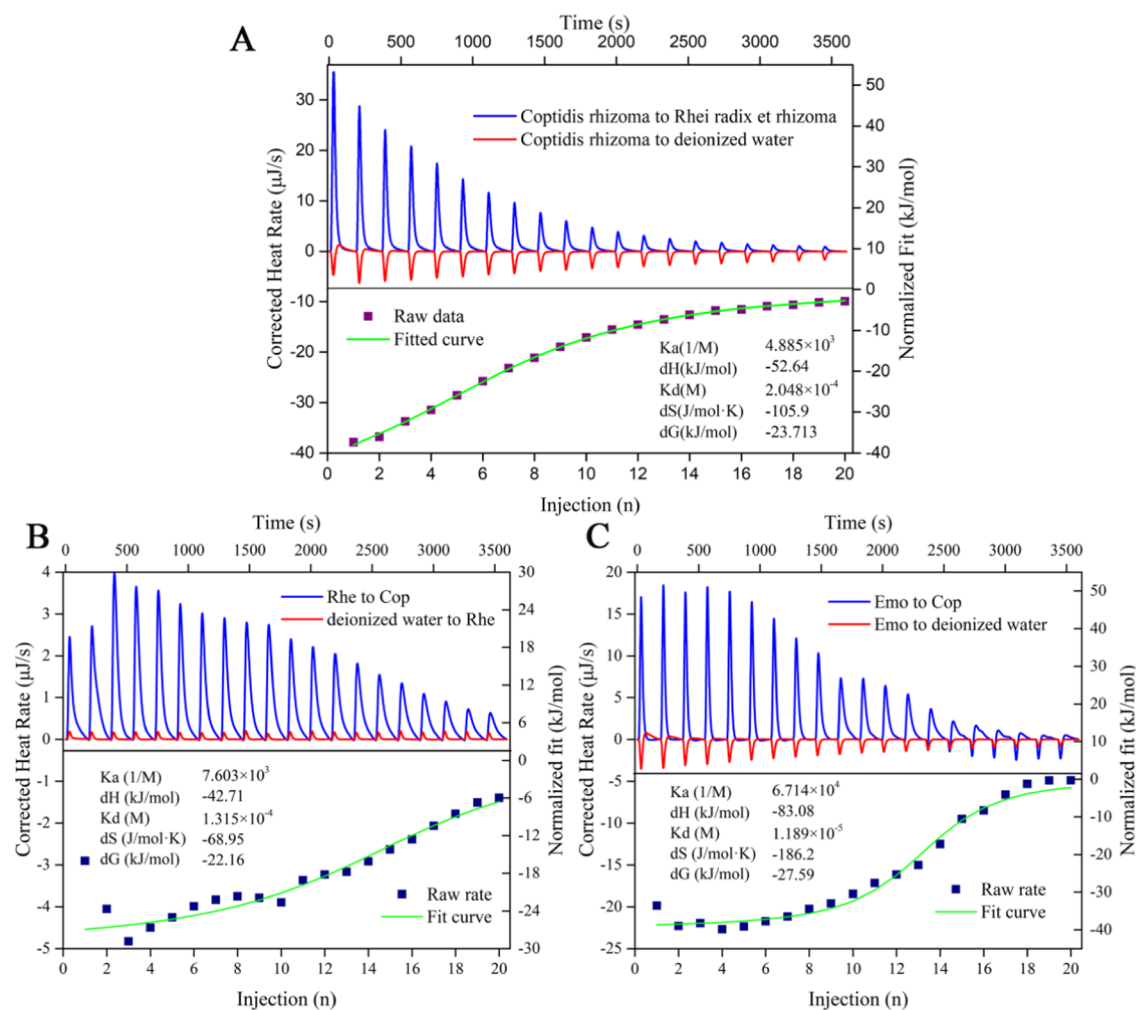 A
Time (s)
0 500 1000 1500 2000 2500 3000 3500
Coptidis rhizoma to Rhei radix et rhizoma
Coptidis rhizoma to deionized water
Corrected Heat Rate (µJ/s)
30
20
10
0
-10
-20
-30
-40
Normalized Fit (kJ/mol)
50
40
30
20
10
0
-10
-20
-30
-40
Raw data
Fitted curve
Ka(1/M) 4.885×10³
dH(kJ/mol) -52.64
Kd(M) 2.048×10⁻⁴
dS(J/mol·K) -105.9
dG(kJ/mol) -23.713
0 2 4 6 8 10 12 14 16 18 20
Injection (n)
B
Time (s)
0 500 1000 1500 2000 2500 3000 3500
Rhe to Cop
deionized water to Rhe
Corrected Heat Rate (µJ/s)
4
3
2
1
0
-1
-2
-3
-4
-5
Normalized fit (kJ/mol)
30
24
18
12
6
0
-6
-12
-18
-24
-30
Ka (1/M) 7.603×10³
dH (kJ/mol) -42.71
Kd (M) 1.315×10⁻⁴
dS (J/mol·K) -68.95
dG (kJ/mol) -22.16
Raw rate
Fit curve
0 2 4 6 8 10 12 14 16 18 20
Injection (n)
C
Time (s)
0 500 1000 1500 2000 2500 3000 3500
Emo to Cop
Emo to deionized water
Corrected Heat Rate (µJ/s)
20
15
10
5
0
-5
-10
-15
-20
-25
Normalized fit (kJ/mol)
50
40
30
20
10
0
-10
-20
-30
-40
Ka (1/M) 6.714×10⁴
dH (kJ/mol) -83.08
Kd (M) 1.189×10⁻⁵
dS (J/mol·K) -186.2
dG (kJ/mol) -27.59
Raw rate
Fit curve
0 2 4 6 8 10 12 14 16 18 20
Injection (n)